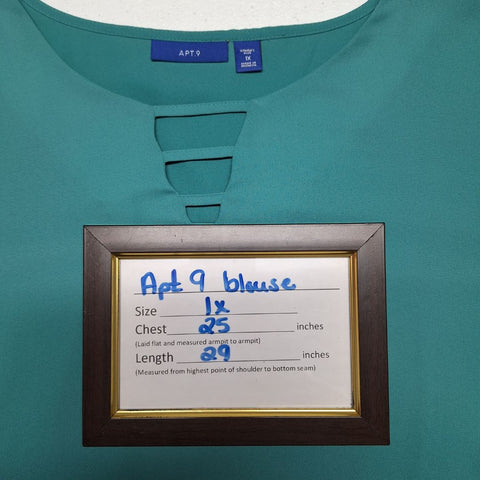 APT.9
1X
Apt 9 blouse
Size 1x
Chest 25 inches
(Laid flat and measured armpit to armpit)
Length 29 inches
(Measured from highest point of shoulder to bottom seam)